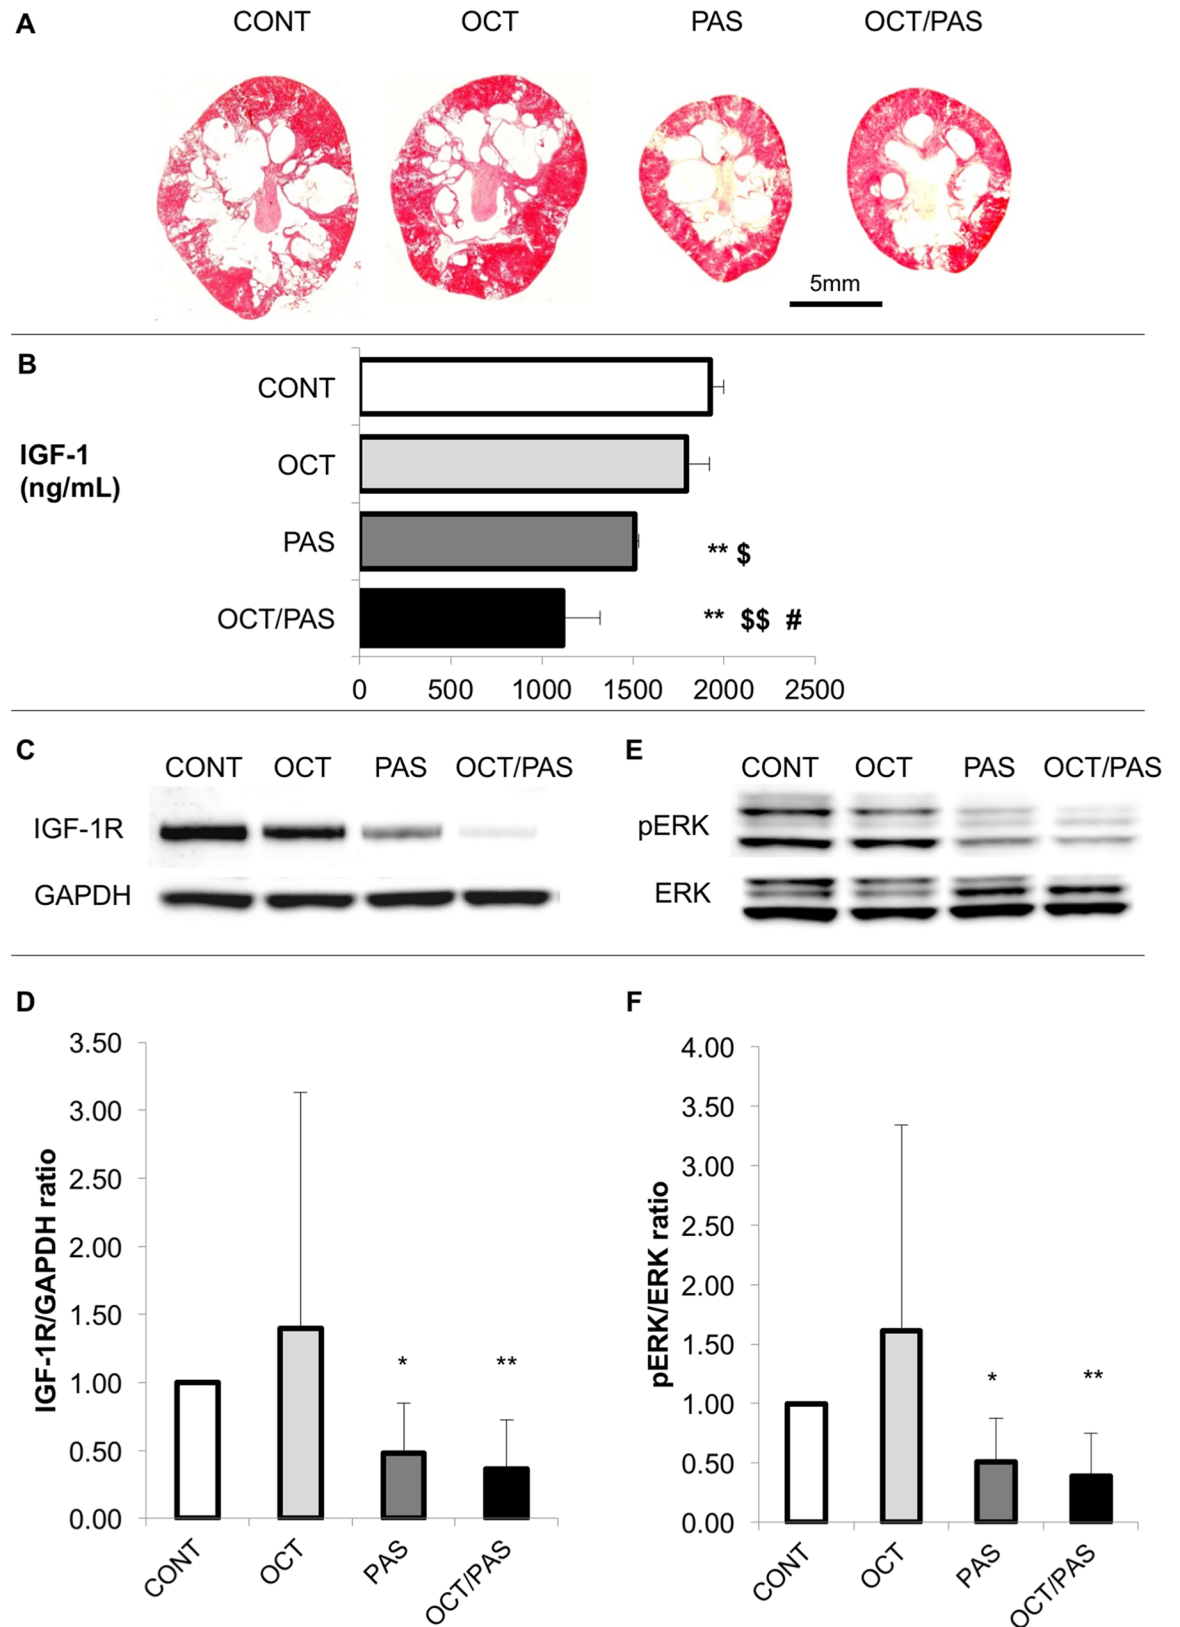 A
CONT OCT PAS OCT/PAS
5mm
B
IGF-1
(ng/mL)
CONT
OCT
PAS ** $
OCT/PAS ** $$ #
0 500 1000 1500 2000 2500
C
CONT OCT PAS OCT/PAS
IGF-1R
GAPDH
E
CONT OCT PAS OCT/PAS
pERK
ERK
D
IGF-1R/GAPDH ratio
3.50
3.00
2.50
2.00
1.50
1.00
0.50
0.00
* **
CONT OCT PAS OCT/PAS
F
pERK/ERK ratio
4.00
3.50
3.00
2.50
2.00
1.50
1.00
0.50
0.00
* **
CONT OCT PAS OCT/PAS